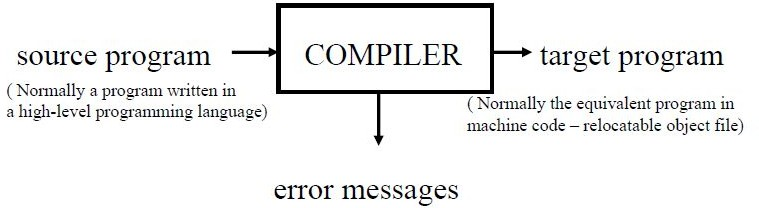 source program
COMPILER
target program
( Normally a program written in
a high-level programming language)
( Normally the equivalent program in
machine code – relocatable object file)
error messages